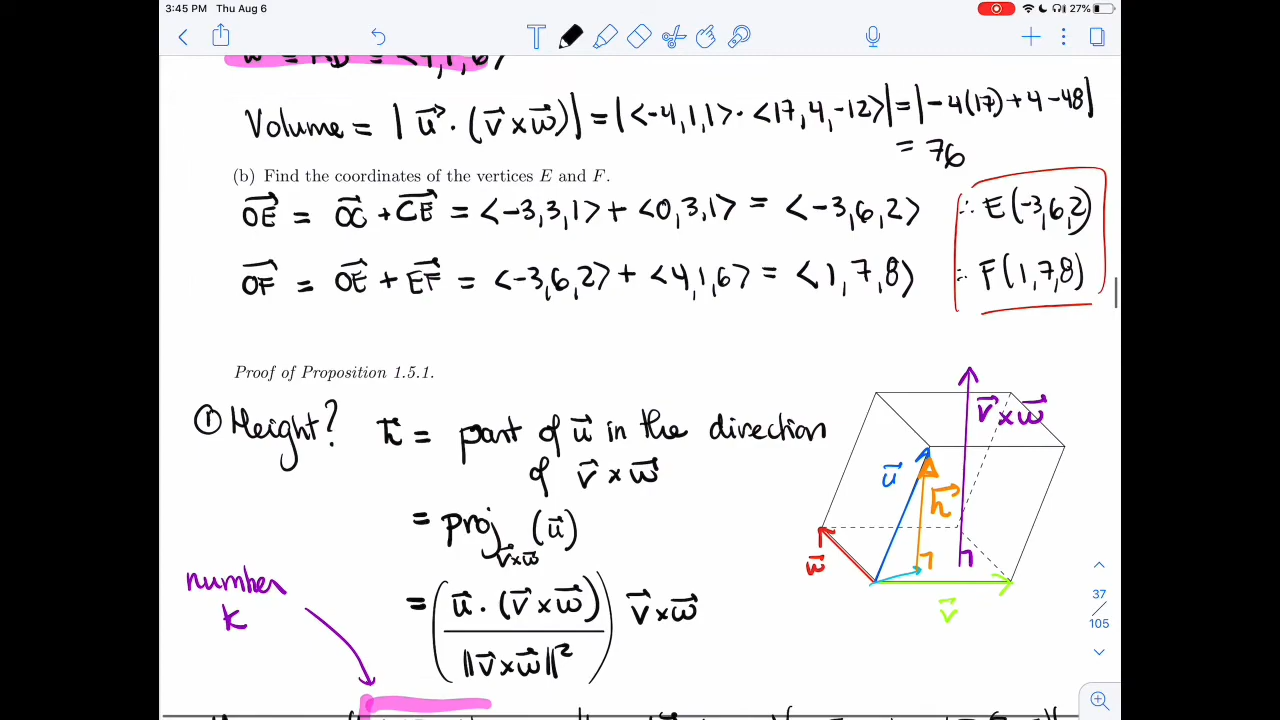 3:45 PM Thu Aug 6
27%
Volume = | u⃗ · (v⃗ × w⃗)| = |<-4,1,1> · <17,4,-12>| = |-4(17)+4-48|
= 76
(b) Find the coordinates of the vertices E and F.
OE⃗ = OC⃗ + CE⃗ = <-3,3,1> + <0,3,1> = <-3,6,2>
∴ E(-3,6,2)
OF⃗ = OE⃗ + EF⃗ = <-3,6,2> + <4,1,6> = <1,7,8>
∴ F(1,7,8)
Proof of Proposition 1.5.1.
① Height? h⃗ = part of u⃗ in the direction
of v⃗ × w⃗
= proj_{v⃗×w⃗} (u⃗)
= ( u⃗ · (v⃗ × w⃗) / ||v⃗ × w⃗||² ) v⃗ × w⃗
number
k
v⃗ × w⃗
u⃗
h⃗
w⃗
v⃗
37
105